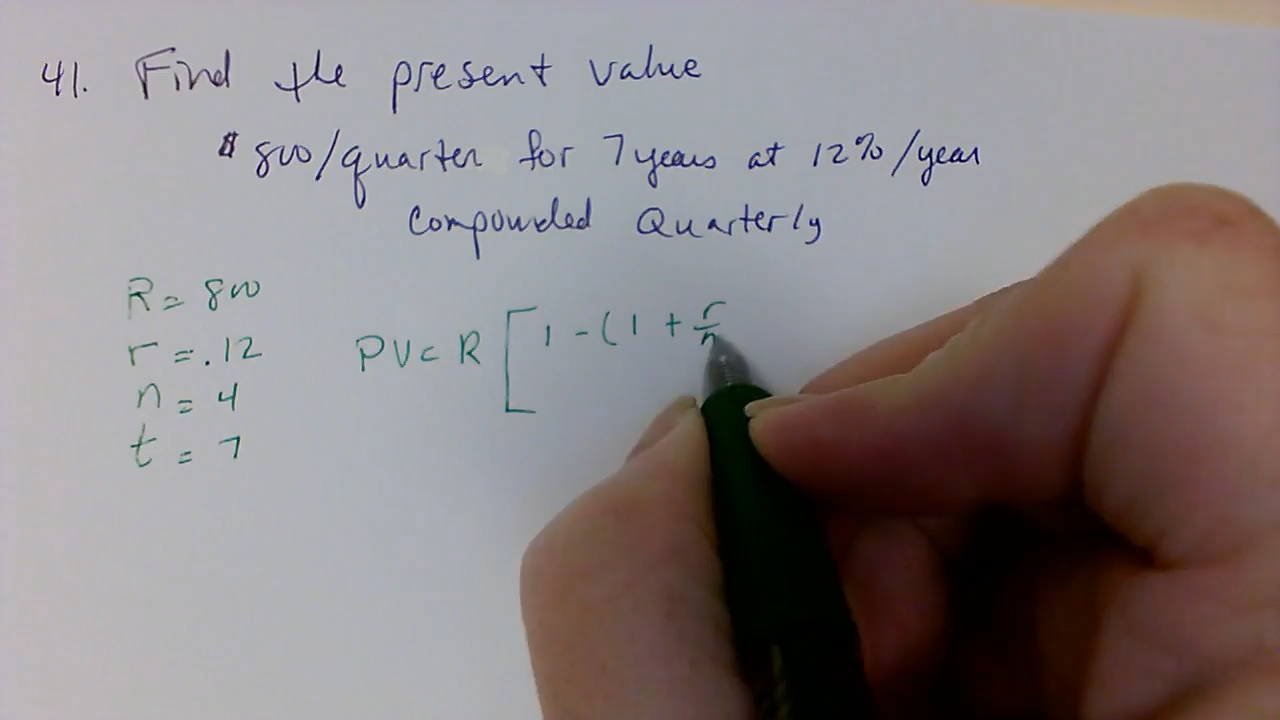 41. Find the present value
$800/quarter for 7 years at 12%/year
Compounded Quarterly
R = 800
r = .12
n = 4
t = 7
PV = R [ 1 - ( 1 + r/n